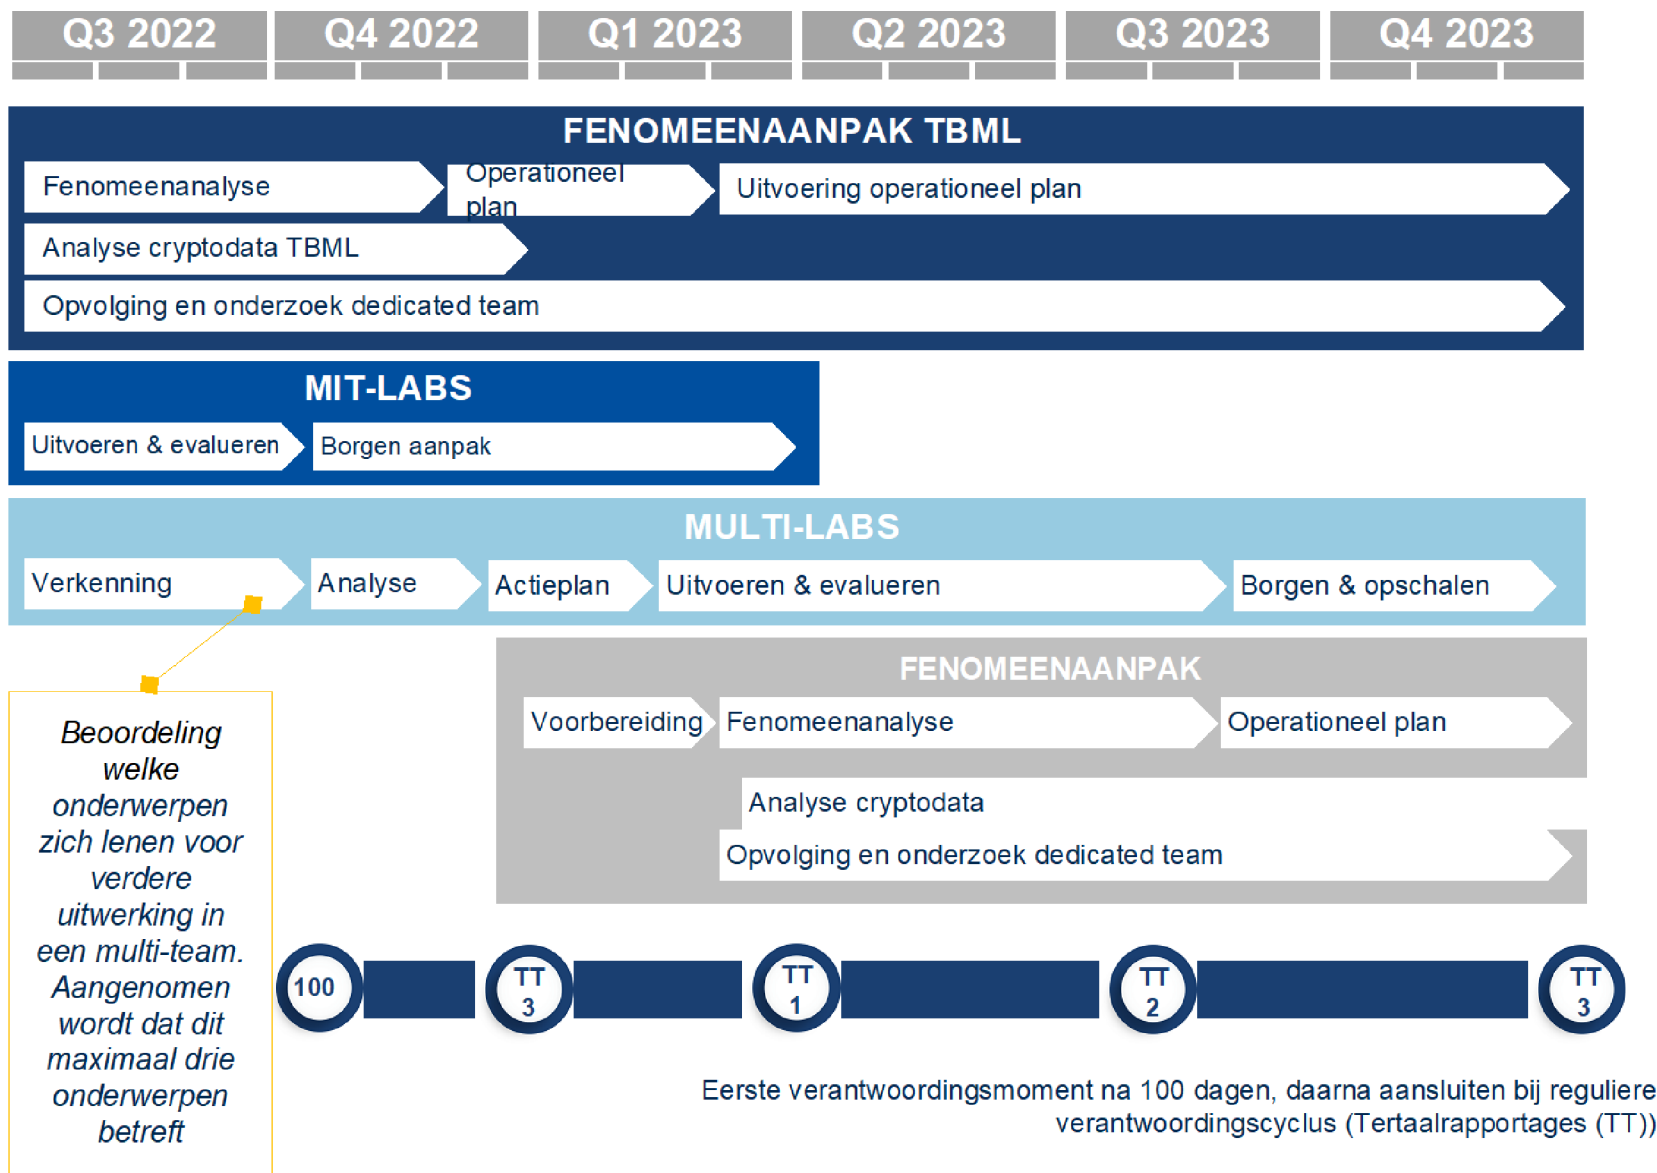 Q3 2022 Q4 2022 Q1 2023 Q2 2023 Q3 2023 Q4 2023
FENOMEENAANPAK TBML
Fenomeenanalyse
Operationeel
plan
Uitvoering operationeel plan
Analyse cryptodata TBML
Opvolging en onderzoek dedicated team
MIT-LABS
Uitvoeren & evalueren
Borgen aanpak
MULTI-LABS
Verkenning
Analyse
Actieplan
Uitvoeren & evalueren
Borgen & opschalen
FENOMEENAANPAK
Voorbereiding
Fenomeenanalyse
Operationeel plan
Analyse cryptodata
Opvolging en onderzoek dedicated team
Beoordeling
welke
onderwerpen
zich lenen voor
verdere
uitwerking in
een multi-team.
Aangenomen
wordt dat dit
maximaal drie
onderwerpen
betreft
100
TT
3
TT
1
TT
2
TT
3
Eerste verantwoordingsmoment na 100 dagen, daarna aansluiten bij reguliere
verantwoordingscyclus (Tertaalrapportages (TT))